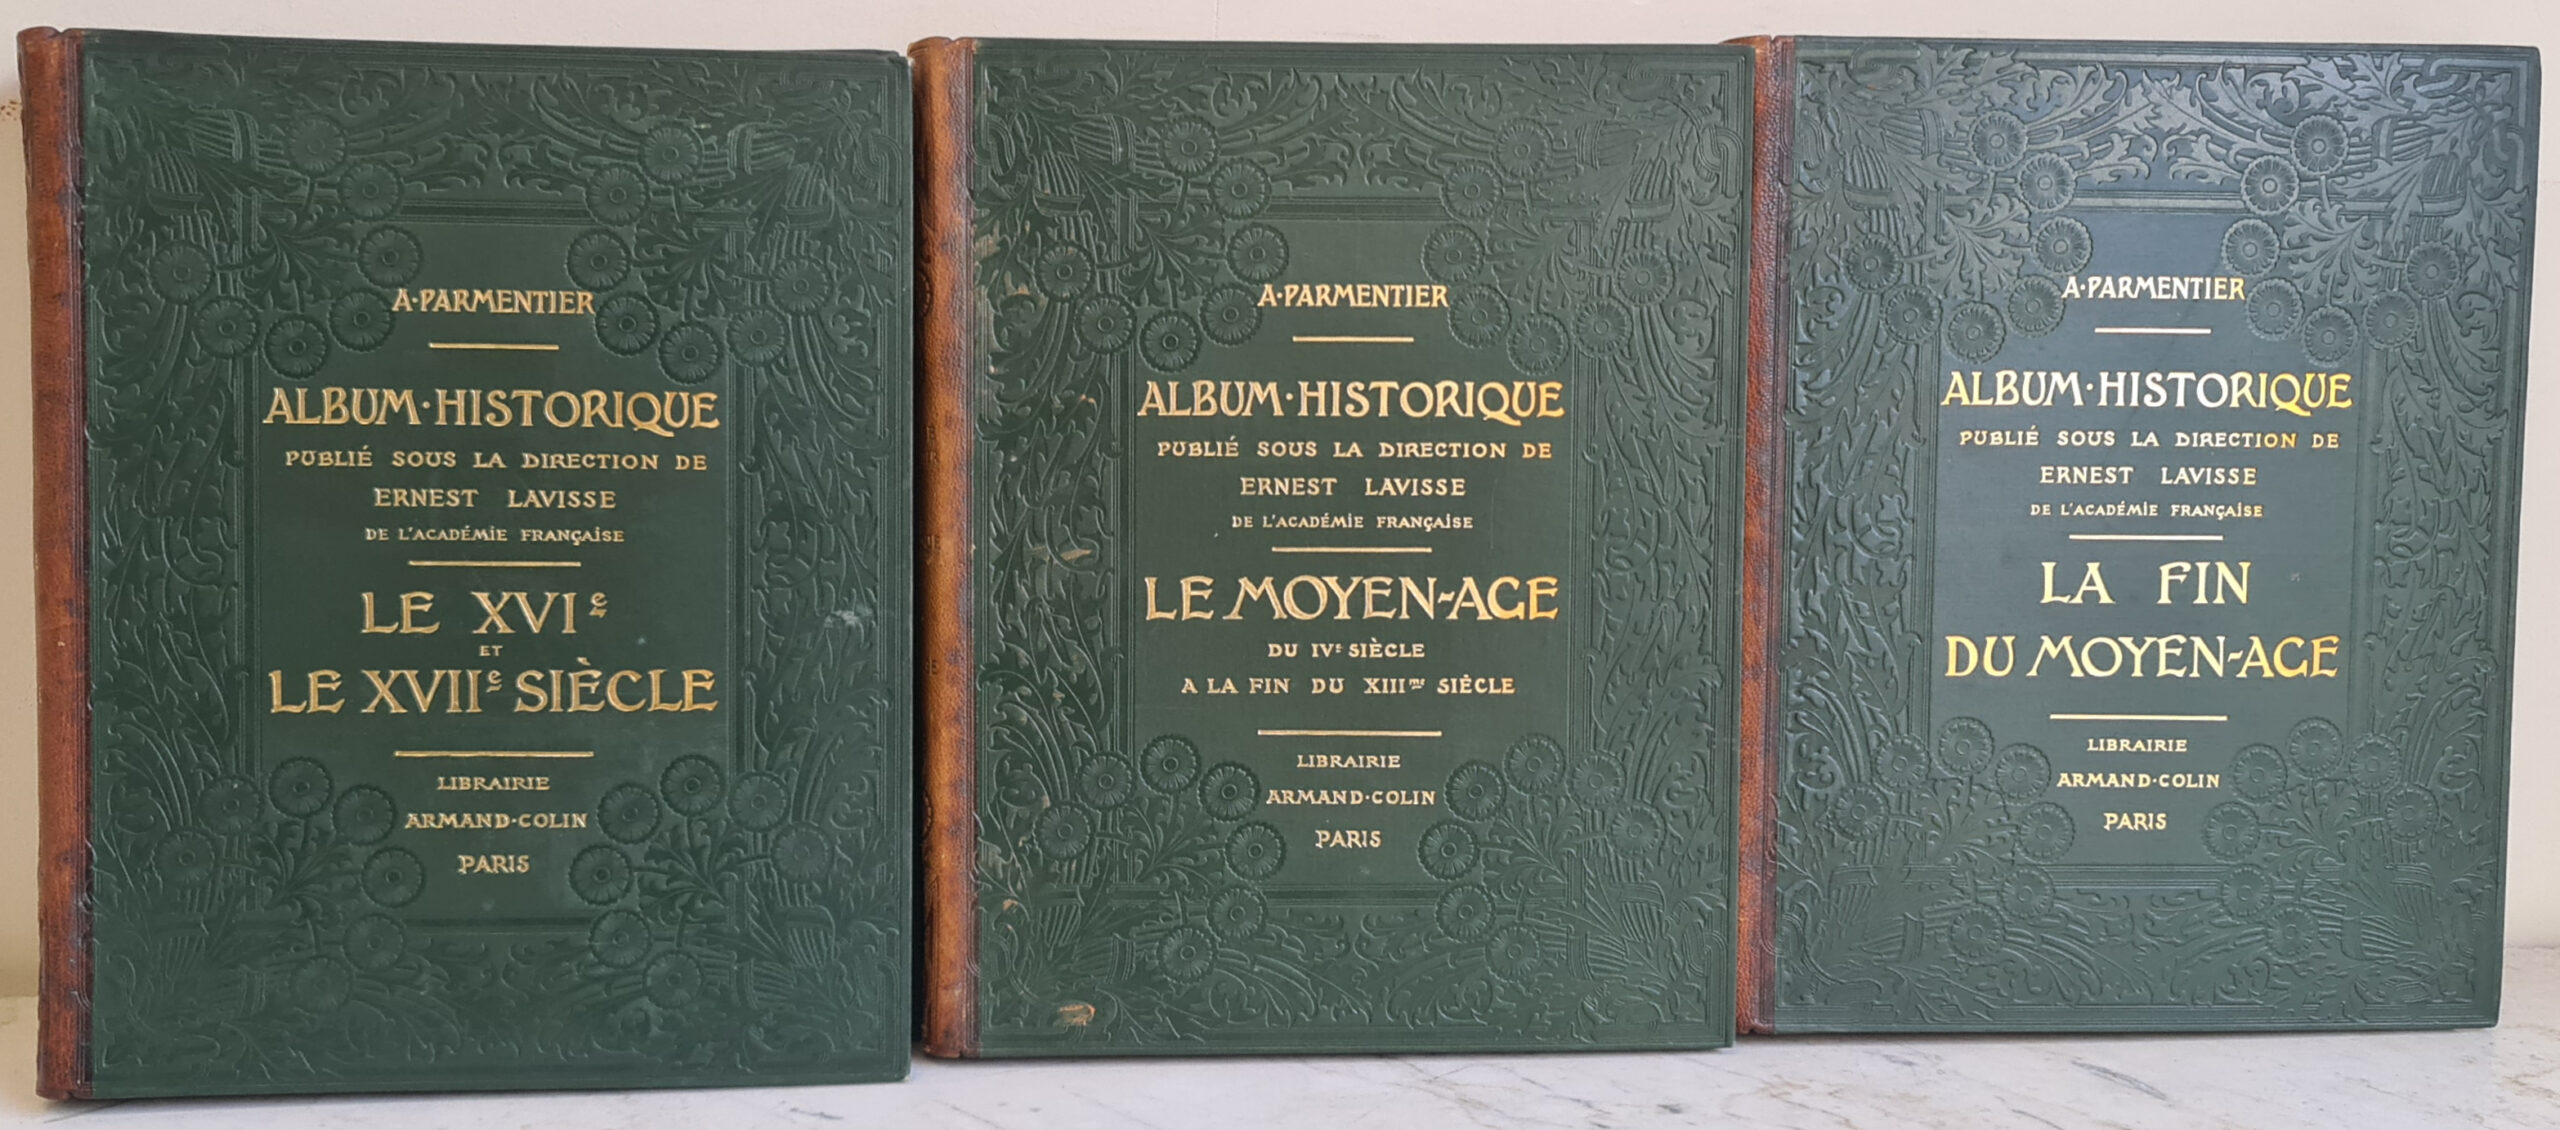 A·PARMENTIER
ALBUM·HISTORIQUE
PUBLIÉ SOUS LA DIRECTION DE
ERNEST LAVISSE
DE L'ACADÉMIE FRANÇAISE
LE XVIe
ET
LE XVIIe SIÈCLE
LIBRAIRIE
ARMAND·COLIN
PARIS
A·PARMENTIER
ALBUM·HISTORIQUE
PUBLIÉ SOUS LA DIRECTION DE
ERNEST LAVISSE
DE L'ACADÉMIE FRANÇAISE
LE MOYEN-AGE
DU IVe SIÈCLE
A LA FIN DU XIIIme SIÈCLE
LIBRAIRIE
ARMAND·COLIN
PARIS
A·PARMENTIER
ALBUM·HISTORIQUE
PUBLIÉ SOUS LA DIRECTION DE
ERNEST LAVISSE
DE L'ACADÉMIE FRANÇAISE
LA FIN
DU MOYEN-AGE
LIBRAIRIE
ARMAND·COLIN
PARIS